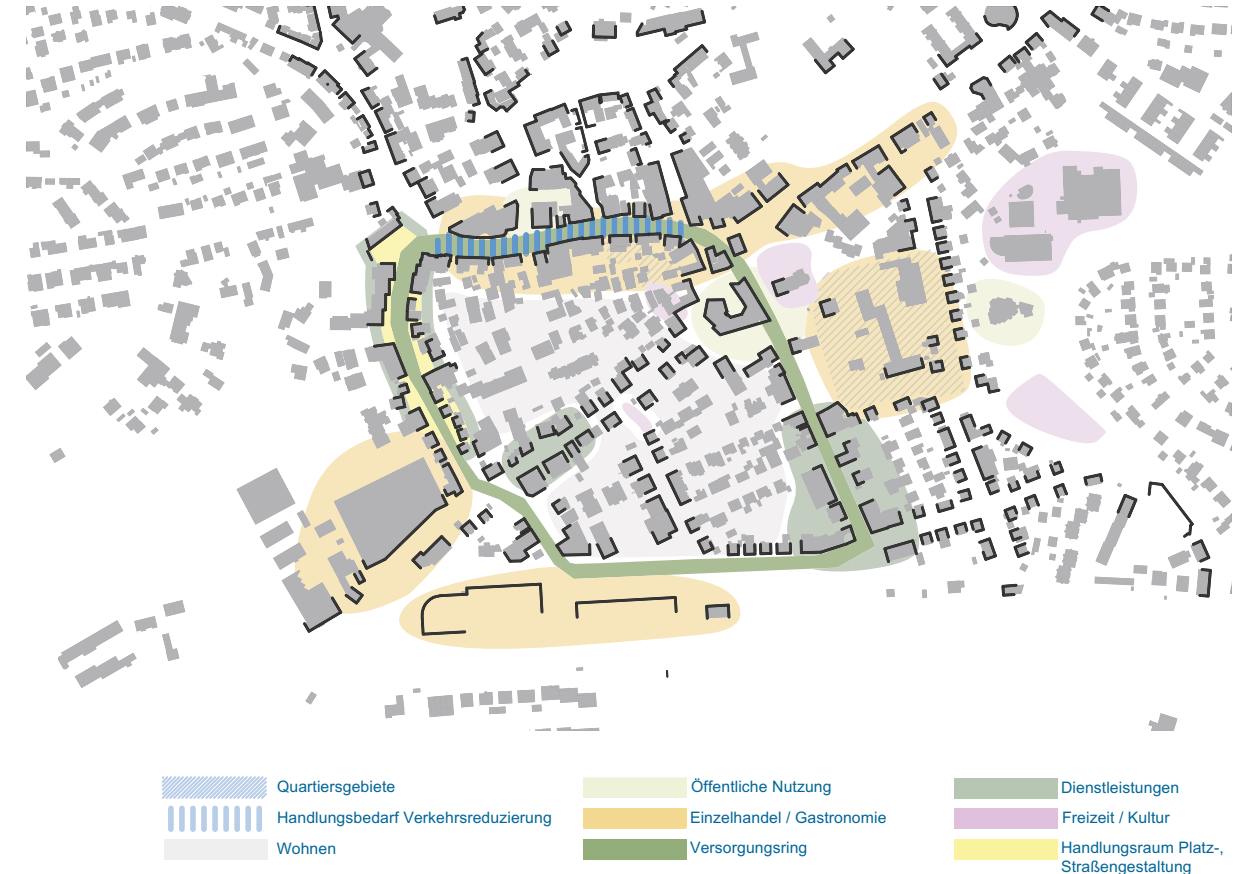 Quartiersgebiete
Handlungsbedarf Verkehrsreduzierung
Wohnen
Öffentliche Nutzung
Einzelhandel / Gastronomie
Versorgungsring
Dienstleistungen
Freizeit / Kultur
Handlungsraum Platz-,
Straßengestaltung